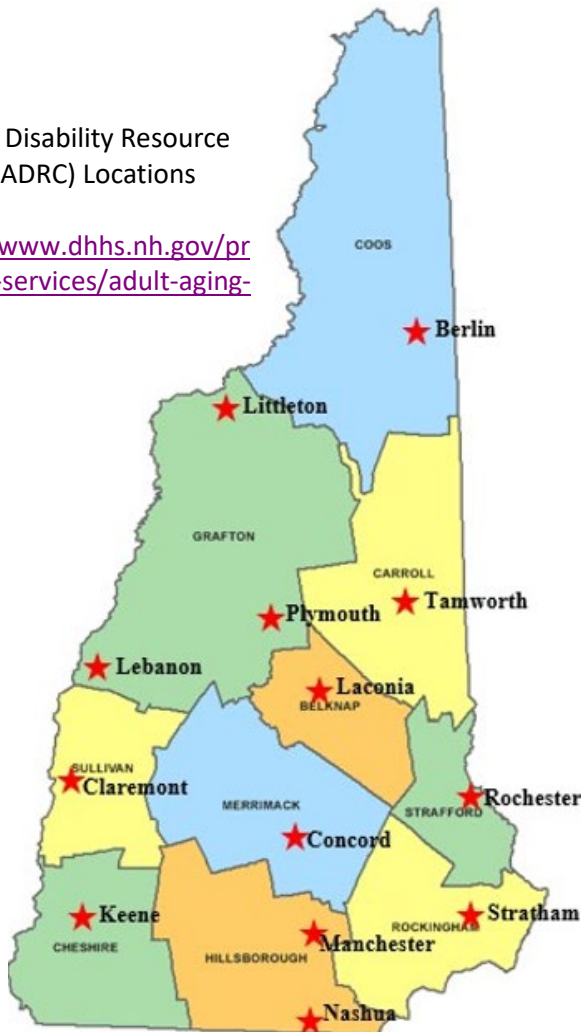 Disability Resource
ADRC) Locations
www.dhhs.nh.gov/pr
-services/adult-aging-
COOS
Berlin
Littleton
GRAFTON
CARROLL
Tamworth
Plymouth
Lebanon
Laconia
BELKNAP
SULLIVAN
Claremont
MERRIMACK
Rochester
STRAFFORD
Concord
Keene
CHESHIRE
Stratham
ROCKINGHAM
Manchester
HILLSBOROUGH
Nashua